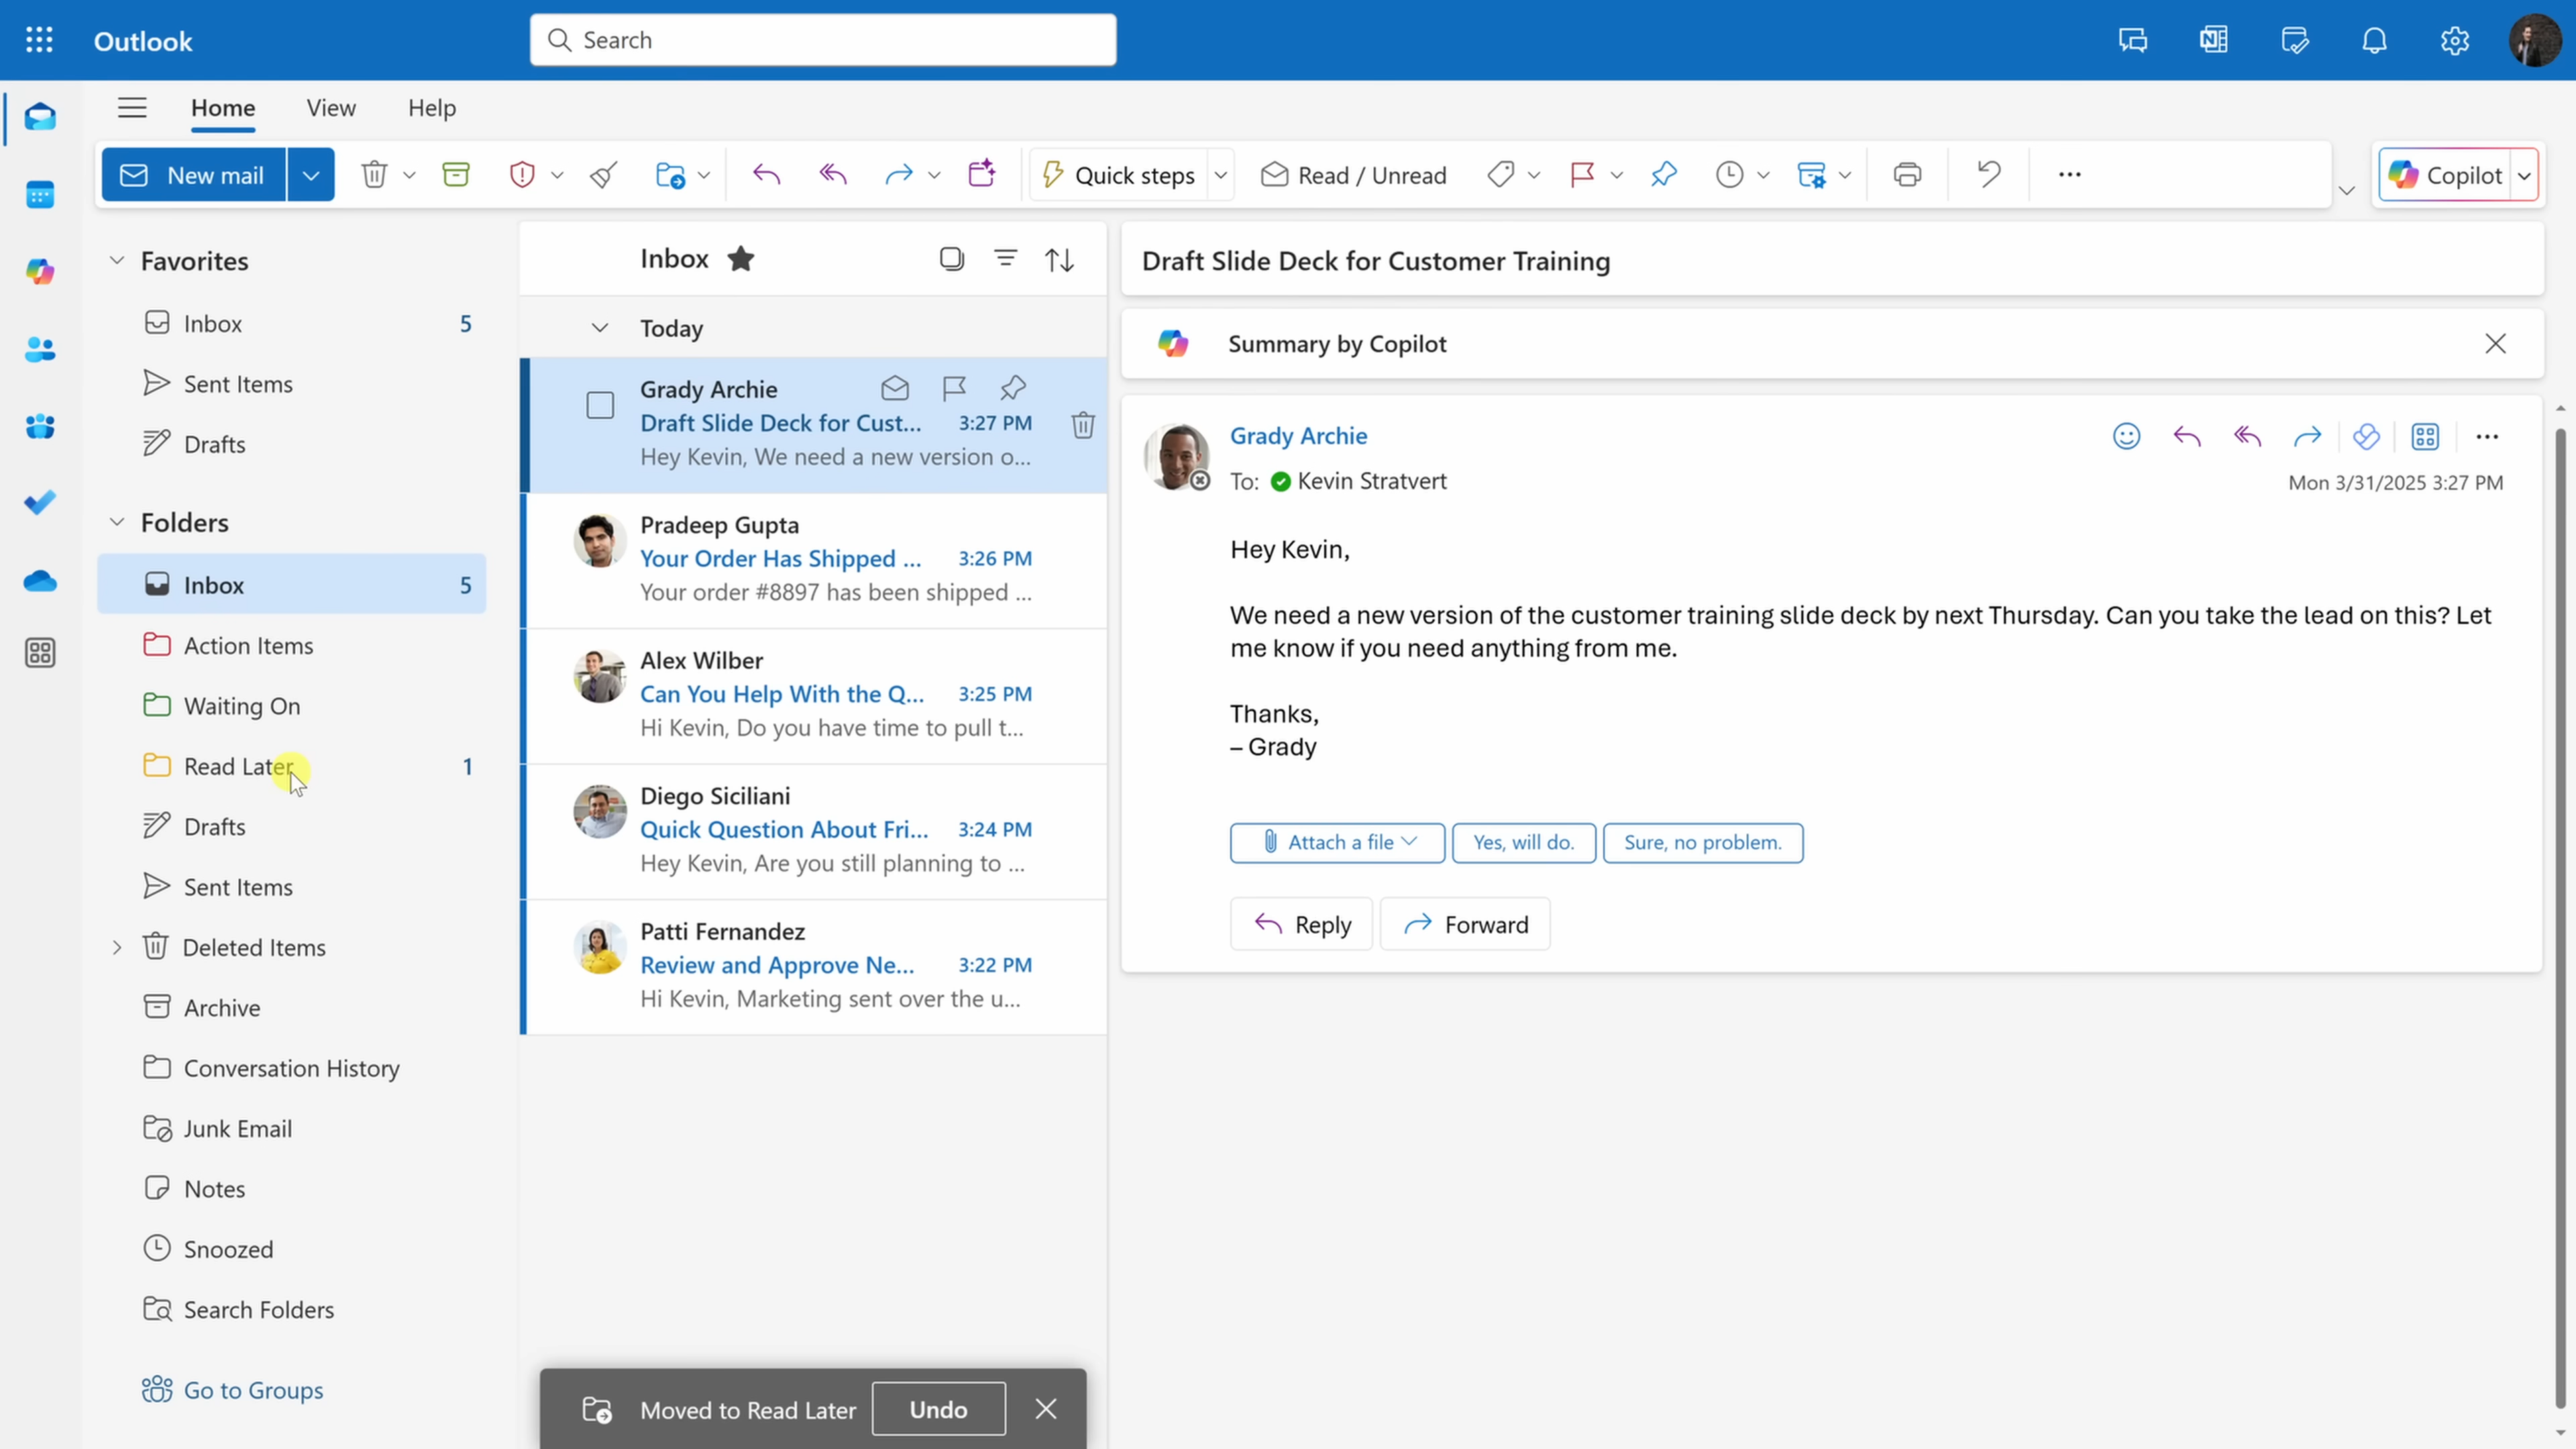 Outlook
Search
Home
View
Help
New mail
Quick steps
Read / Unread
Copilot
Favorites
Inbox 5
Sent Items
Drafts
Folders
Inbox 5
Action Items
Waiting On
Read Later 1
Drafts
Sent Items
Deleted Items
Archive
Conversation History
Junk Email
Notes
Snoozed
Search Folders
Go to Groups
Inbox
Today
Grady Archie
Draft Slide Deck for Cust... 3:27 PM
Hey Kevin, We need a new version o...
Pradeep Gupta
Your Order Has Shipped ... 3:26 PM
Your order #8897 has been shipped ...
Alex Wilber
Can You Help With the Q... 3:25 PM
Hi Kevin, Do you have time to pull t...
Diego Siciliani
Quick Question About Fri... 3:24 PM
Hey Kevin, Are you still planning to ...
Patti Fernandez
Review and Approve Ne... 3:22 PM
Hi Kevin, Marketing sent over the u...
Moved to Read Later
Undo
Draft Slide Deck for Customer Training
Summary by Copilot
Grady Archie
To: Kevin Stratvert
Mon 3/31/2025 3:27 PM
Hey Kevin,
We need a new version of the customer training slide deck by next Thursday. Can you take the lead on this? Let
me know if you need anything from me.
Thanks,
– Grady
Attach a file
Yes, will do.
Sure, no problem.
Reply
Forward